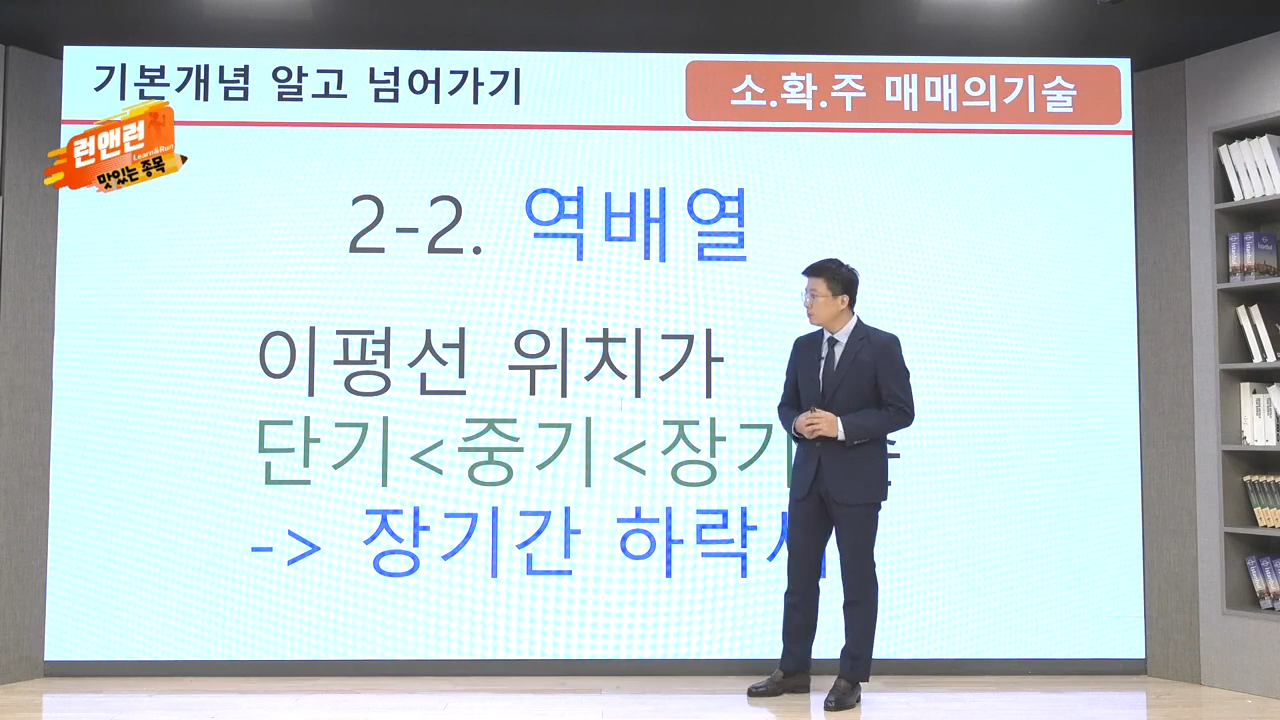 기본개념 알고 넘어가기
소.확.주 매매의기술
런앤런
Learn&Run
맛있는 종목
2-2. 역배열
이평선 위치가
단기<중기<장기
-> 장기간